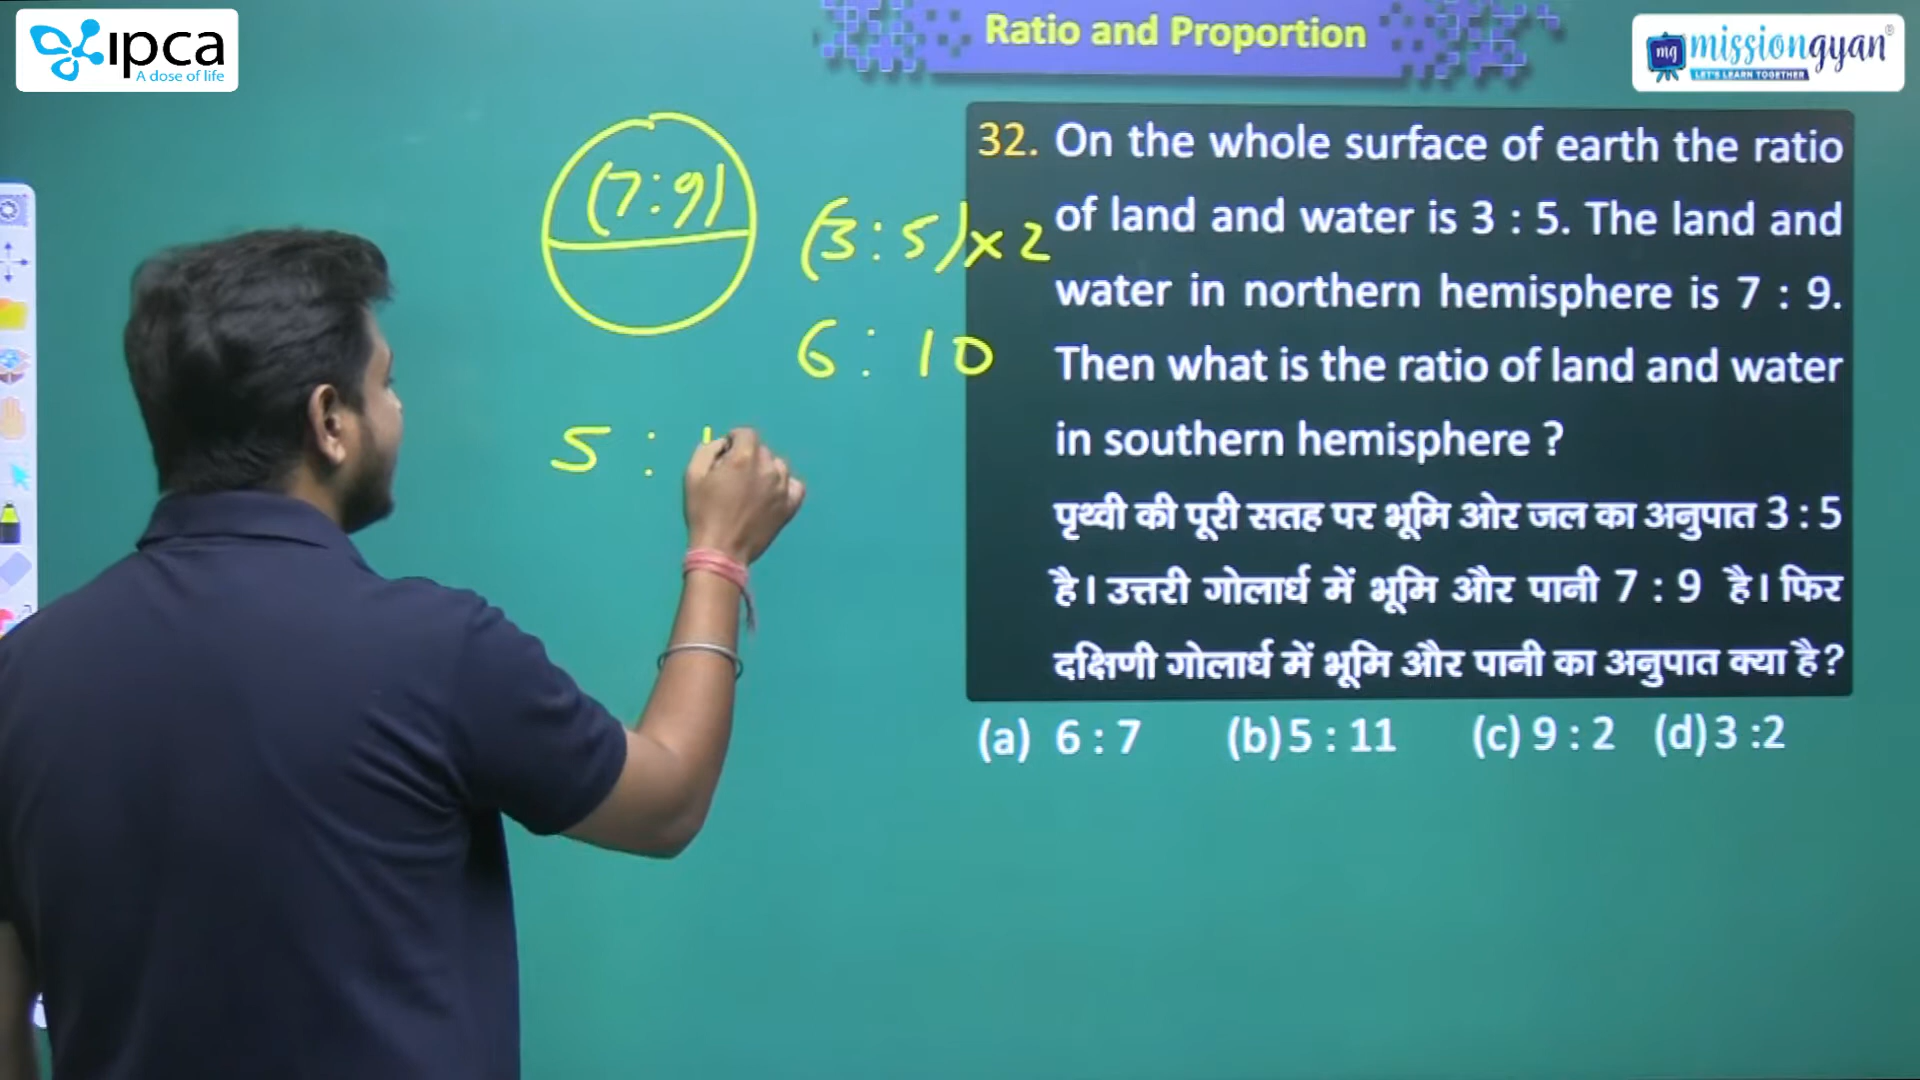 ıpca
A dose of life
Ratio and Proportion
mg missiongyan®
LET'S LEARN TOGETHER
(7:9)
(3:5)x2
6: 10
5 :
32. On the whole surface of earth the ratio
of land and water is 3 : 5. The land and
water in northern hemisphere is 7 : 9.
Then what is the ratio of land and water
in southern hemisphere ?
पृथ्वी की पूरी सतह पर भूमि ओर जल का अनुपात 3 : 5
है। उत्तरी गोलार्ध में भूमि और पानी 7 : 9 है। फिर
दक्षिणी गोलार्ध में भूमि और पानी का अनुपात क्या है?
(a) 6 : 7 (b) 5 : 11 (c) 9 : 2 (d) 3 :2